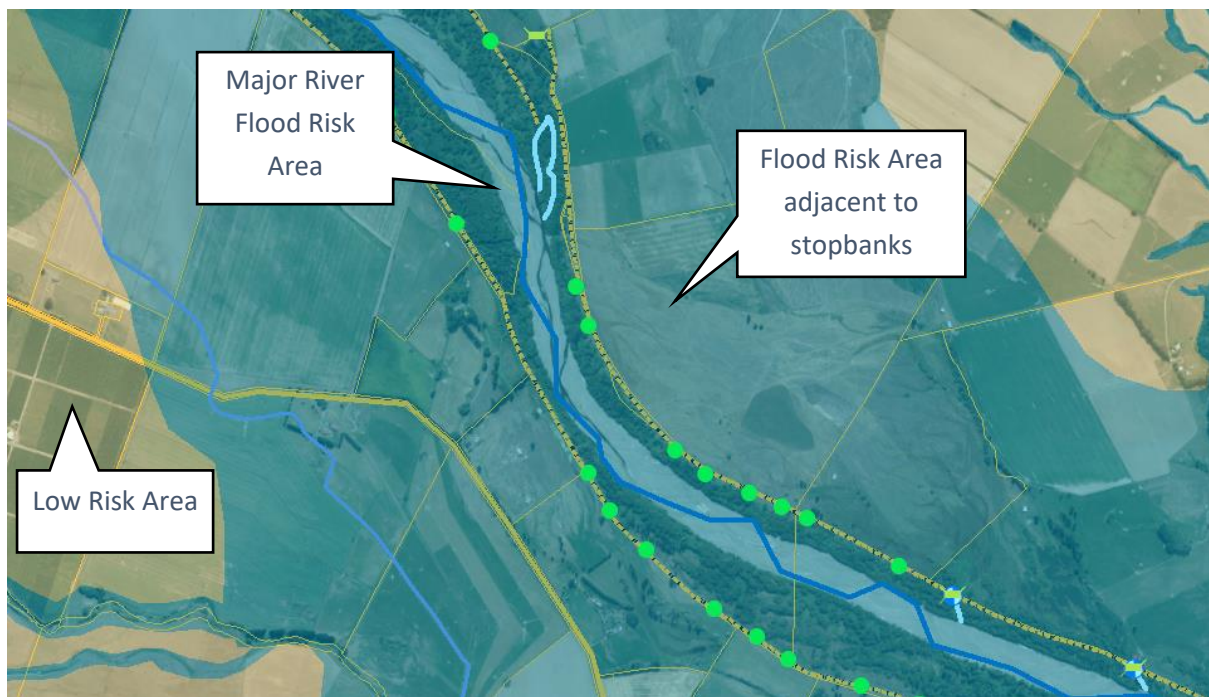 Major River
Flood Risk
Area
Flood Risk Area
adjacent to
stopbanks
Low Risk Area